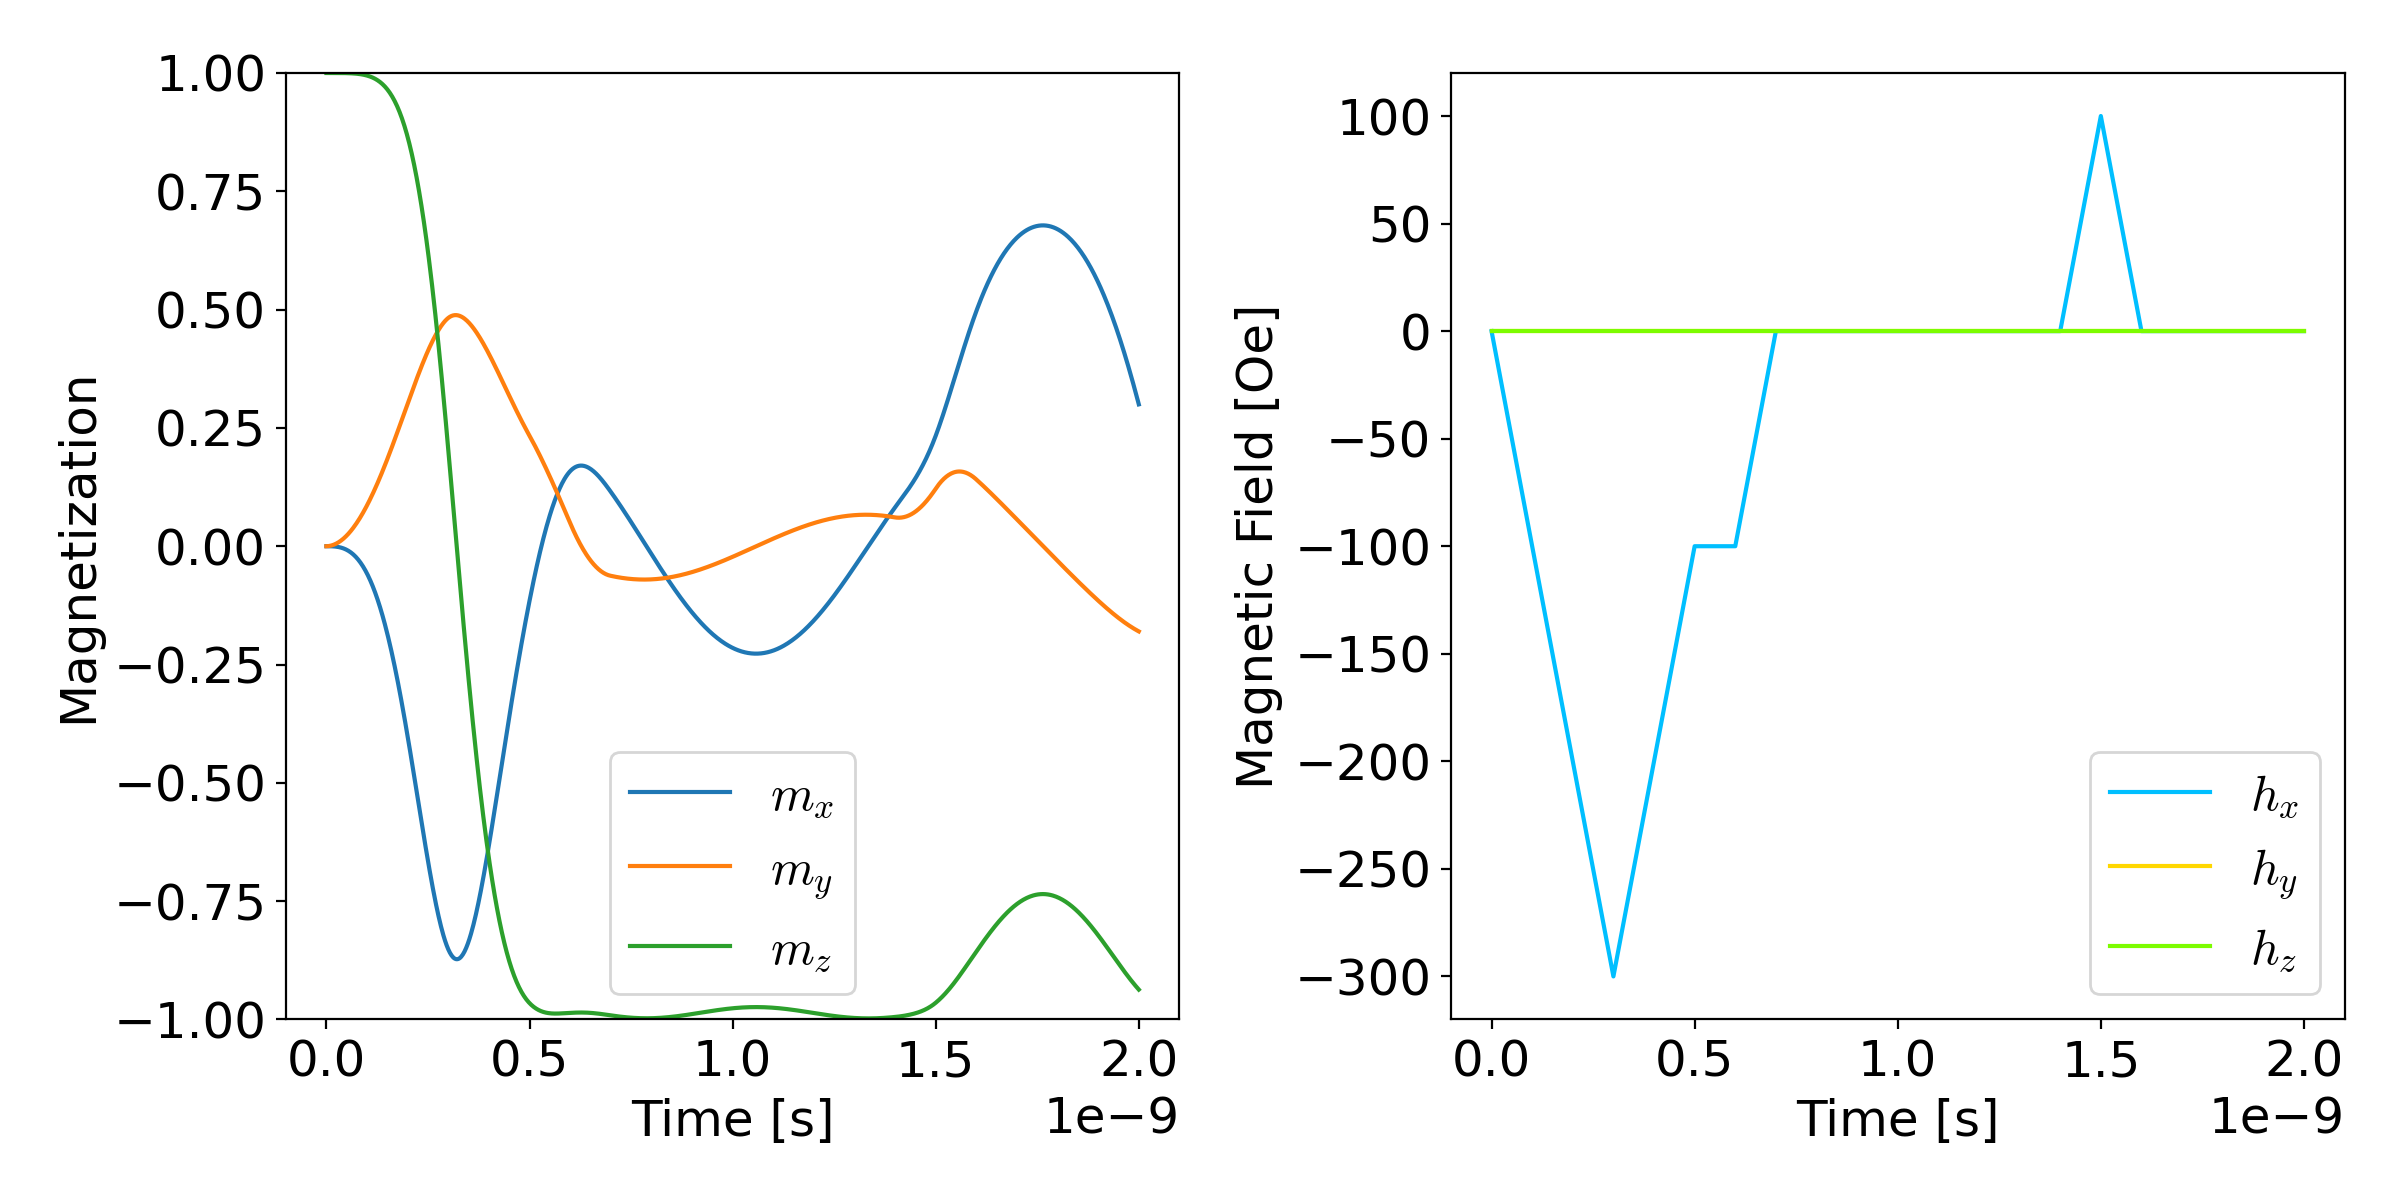 Magnetization
1.00
0.75
0.50
0.25
0.00
−0.25
−0.50
−0.75
−1.00
0.0 0.5 1.0 1.5 2.0
Time [s]
1e−9
m_x
m_y
m_z
Magnetic Field [Oe]
100
50
0
−50
−100
−150
−200
−250
−300
0.0 0.5 1.0 1.5 2.0
Time [s]
1e−9
h_x
h_y
h_z